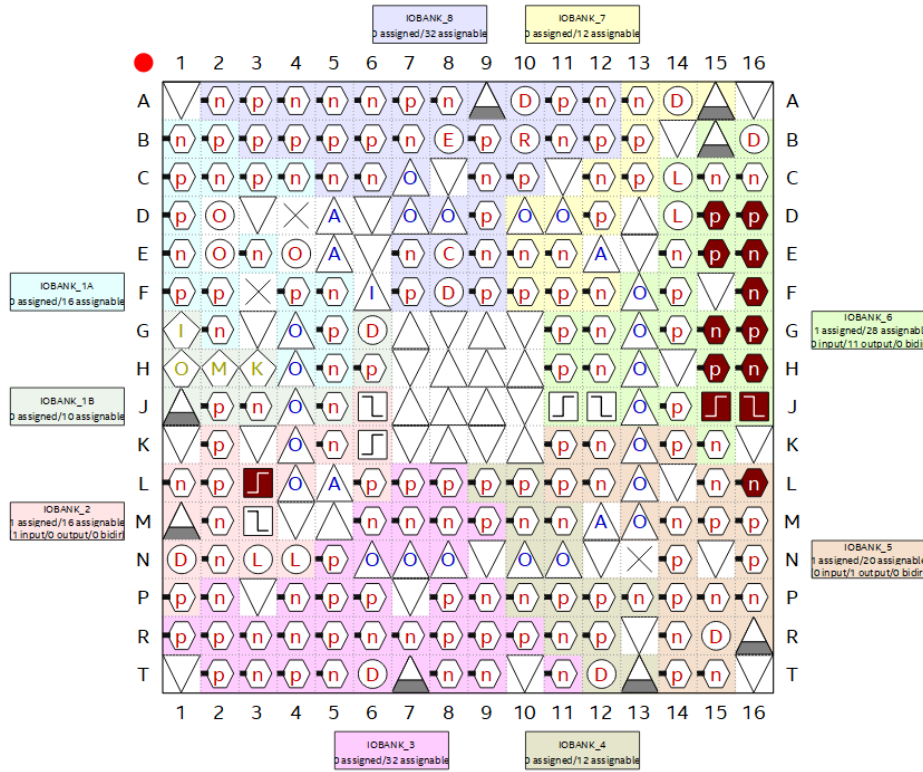 IOBANK_8
0 assigned/32 assignable
IOBANK_7
0 assigned/12 assignable
1 2 3 4 5 6 7 8 9 10 11 12 13 14 15 16
A n p n n n p n D p n n D A
B n p p p p p n E p R n p p D B
C p n p n n n O n p n p L n n C
D p O A O O p O O p L p p D
E n O n O A n C n n n A n p n E
F p p p n I p D p p p n O p n F
IOBANK_1A
0 assigned/16 assignable
G I n O p D p n O p n p G
IOBANK_6
1 assigned/28 assignable
0 input/11 output/0 bidir
H O M K O n p p n O p n H
J p n O n O p J
IOBANK_1B
0 assigned/10 assignable
K p O n p n O p n K
L n p O A p p p p p p n O n n L
IOBANK_2
1 assigned/16 assignable
1 input/0 output/0 bidir
M n n n n p n n A O n p p M
N D n L L p O O O O O p p N
IOBANK_5
1 assigned/20 assignable
0 input/1 output/0 bidir
P p n n p p p n n p n p p n n P
R p p n n p n n p p p n p n D R
T p n p n D n n n D p n T
1 2 3 4 5 6 7 8 9 10 11 12 13 14 15 16
IOBANK_3
0 assigned/32 assignable
IOBANK_4
0 assigned/12 assignable